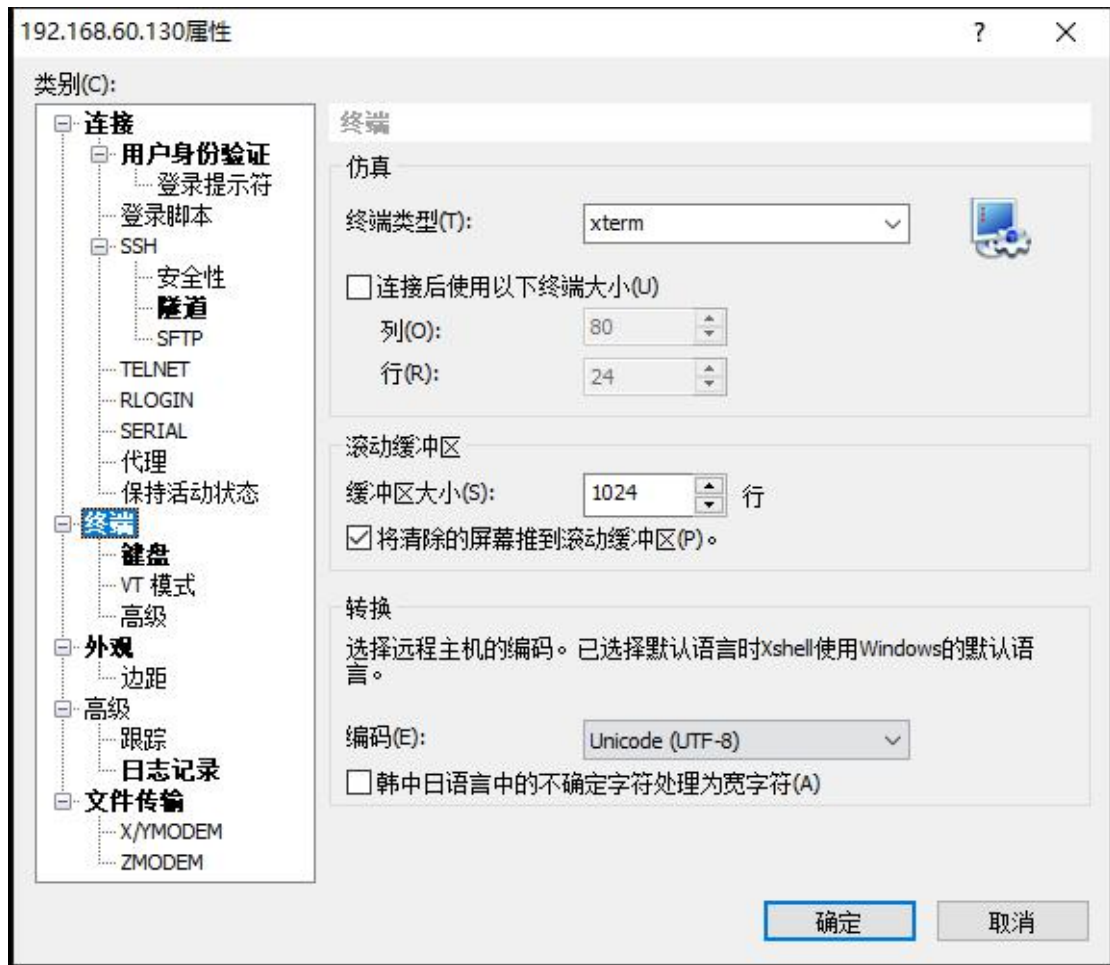 192.168.60.130属性
类别(C):
连接
用户身份验证
登录提示符
登录脚本
SSH
安全性
隧道
SFTP
TELNET
RLOGIN
SERIAL
代理
保持活动状态
终端
键盘
VT 模式
高级
外观
边距
高级
跟踪
日志记录
文件传输
X/YMODEM
ZMODEM
终端
仿真
终端类型(T): xterm
连接后使用以下终端大小(U)
列(O): 80
行(R): 24
滚动缓冲区
缓冲区大小(S): 1024 行
将清除的屏幕推到滚动缓冲区(P)。
转换
选择远程主机的编码。已选择默认语言时Xshell使用Windows的默认语
言。
编码(E): Unicode (UTF-8)
韩中日语言中的不确定字符处理为宽字符(A)
确定 取消